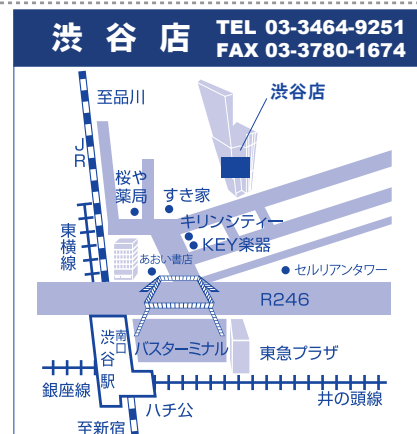 渋谷店
TEL 03-3464-9251
FAX 03-3780-1674
至品川
渋谷店
JR
桜や
薬局
すき家
キリンシティー
KEY楽器
東横線
あおい書店
セルリアンタワー
R246
渋谷駅
南口
バスターミナル
東急プラザ
銀座線
ハチ公
井の頭線
至新宿